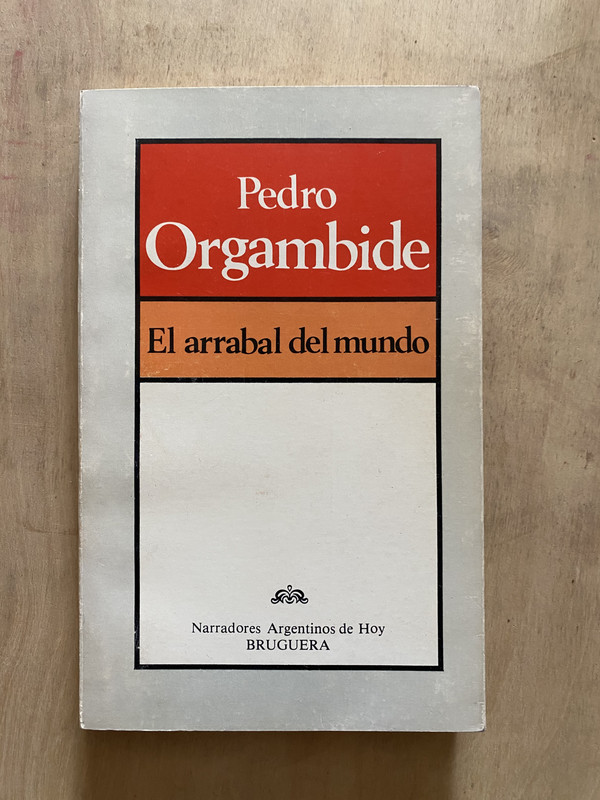 Pedro
Orgambide
El arrabal del mundo
Narradores Argentinos de Hoy
BRUGUERA